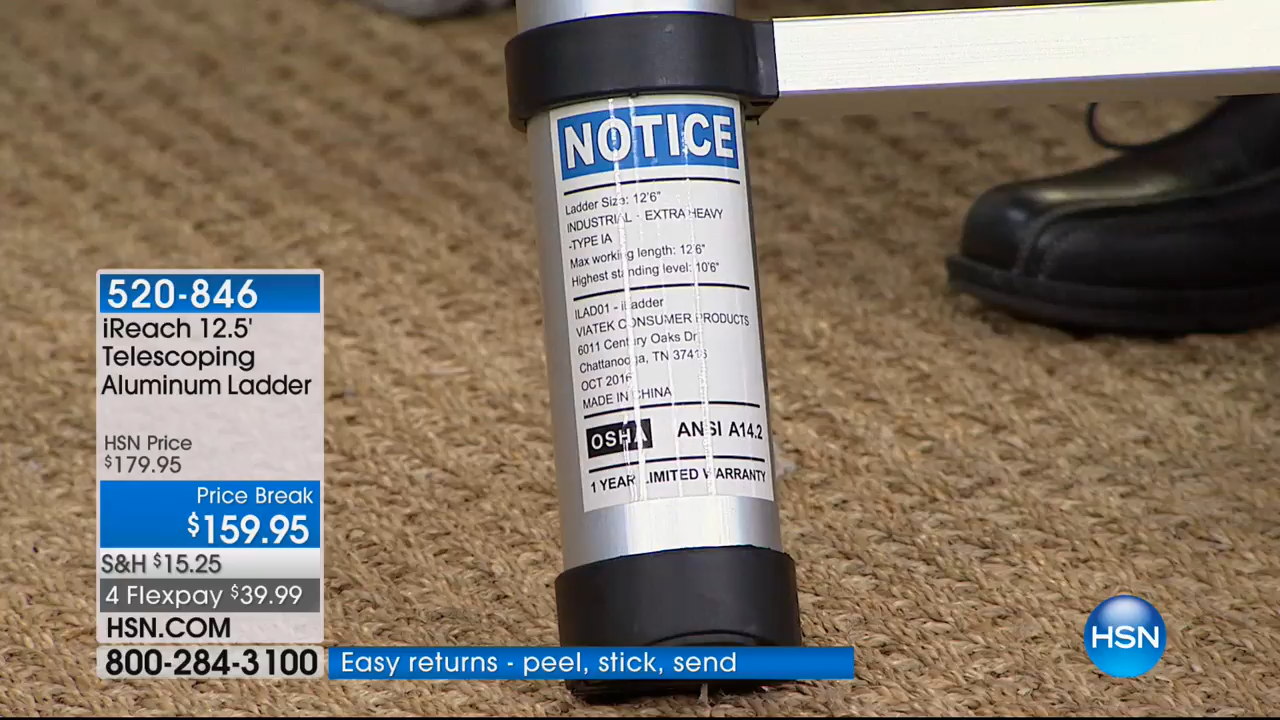 NOTICE
Ladder Size: 12'6"
INDUSTRIAL - EXTRA HEAVY
-TYPE IA
Max working length: 12'6"
Highest standing level: 10'6"
ILAD01 - iLadder
VIATEK CONSUMER PRODUCTS
6011 Century Oaks Dr.
Chattanooga, TN 37416
OCT 2016
MADE IN CHINA
OSHA ANSI A14.2
1 YEAR LIMITED WARRANTY
520-846
iReach 12.5'
Telescoping
Aluminum Ladder
HSN Price
$179.95
Price Break
$159.95
S&H $15.25
4 Flexpay $39.99
HSN.COM
800-284-3100
Easy returns - peel, stick, send
HSN